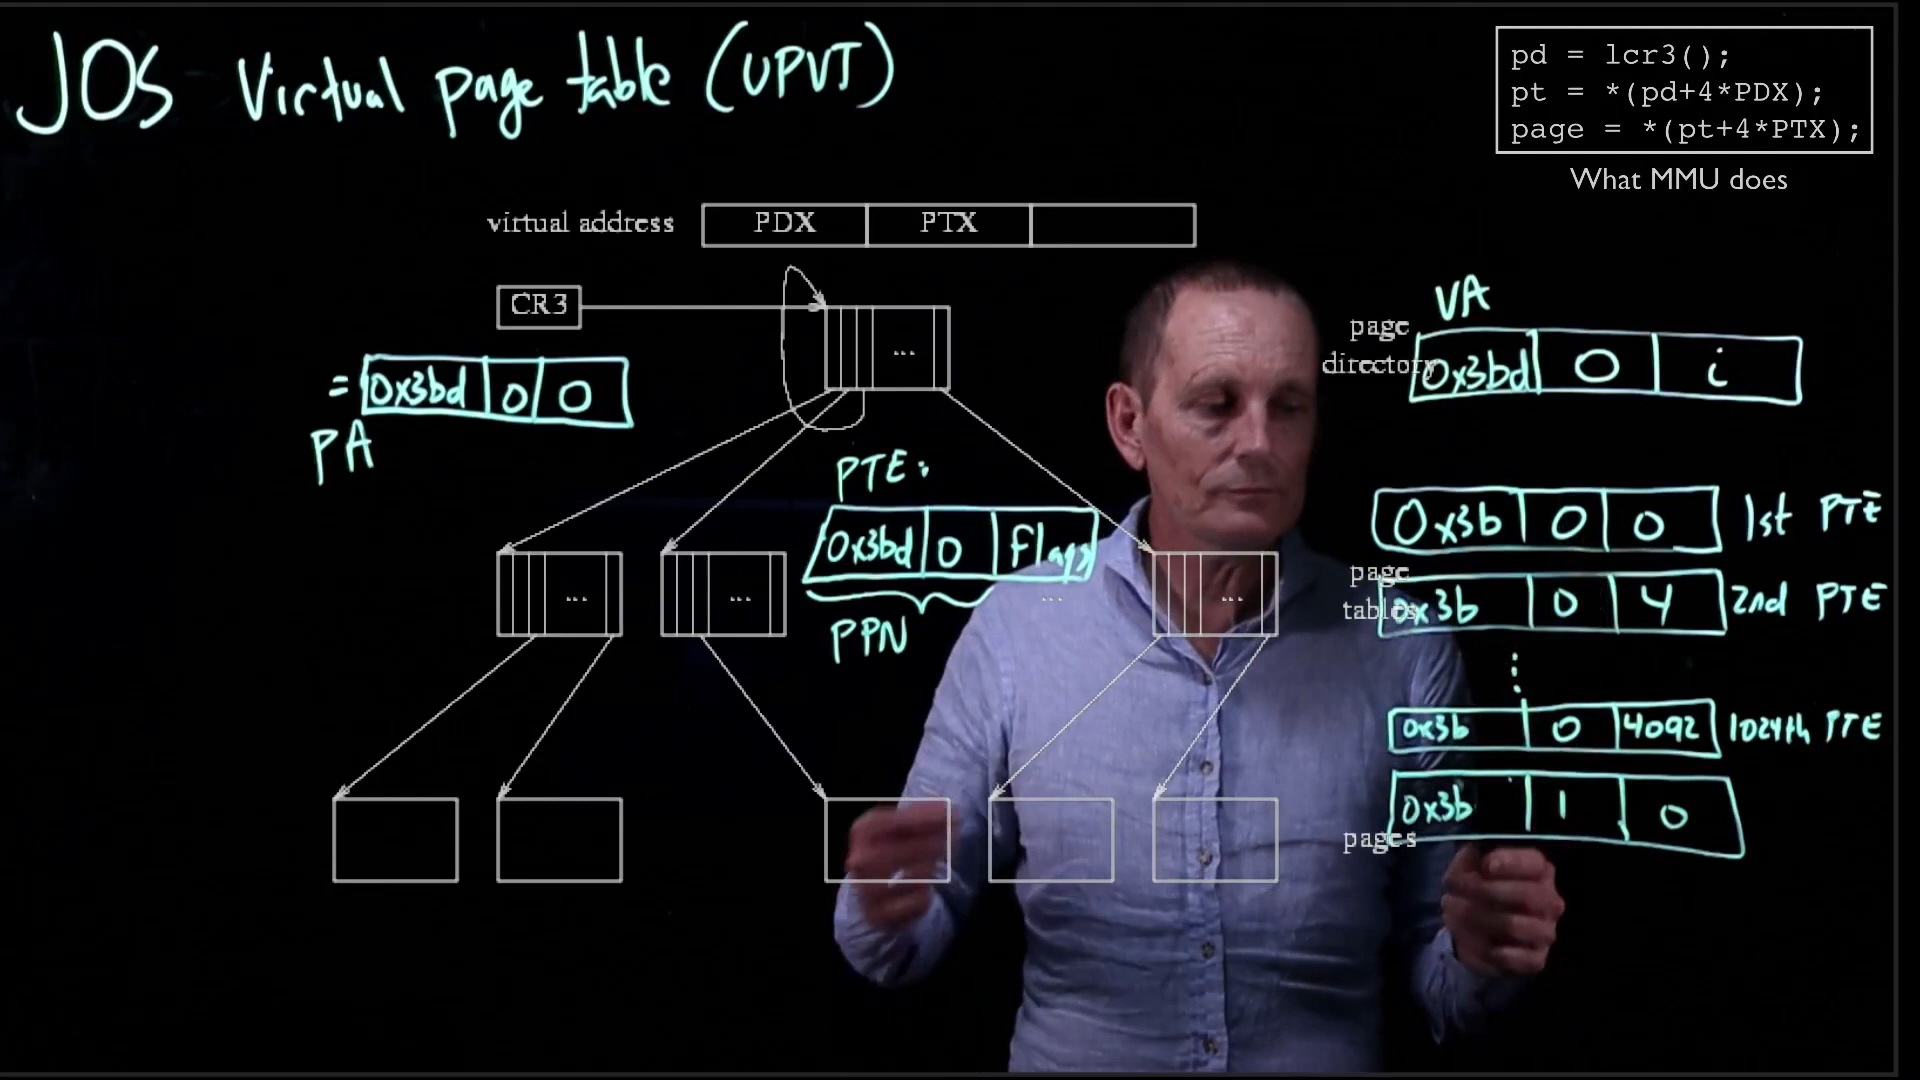 JOS Virtual page table (UPVT)
pd = lcr3();
pt = *(pd+4*PDX);
page = *(pt+4*PTX);
What MMU does
virtual address PDX PTX
CR3
...
page directory
VA
0x3bd 0 i
= 0x3bd 0 0
PA
PTE:
0x3bd 0 Flags
PPN
... ... ... ...
page tables
0x3b 0 0 1st PTE
0x3b 0 4 2nd PTE
⋮
0x3b 0 4092 1024th PTE
0x3b 1 0
pages